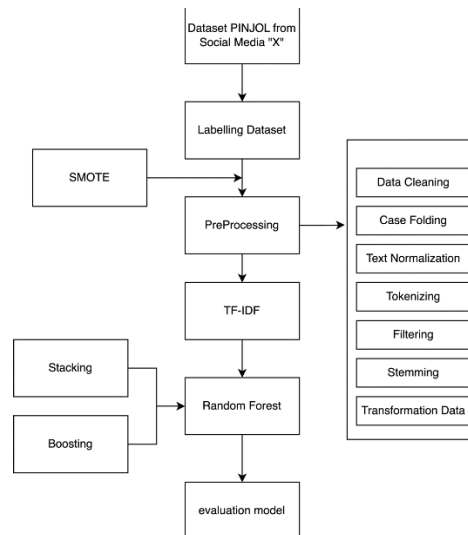 Dataset PINJOL from
Social Media "X"
Labelling Dataset
SMOTE
PreProcessing
Data Cleaning
Case Folding
Text Normalization
Tokenizing
Filtering
Stemming
Transformation Data
TF-IDF
Stacking
Boosting
Random Forest
evaluation model